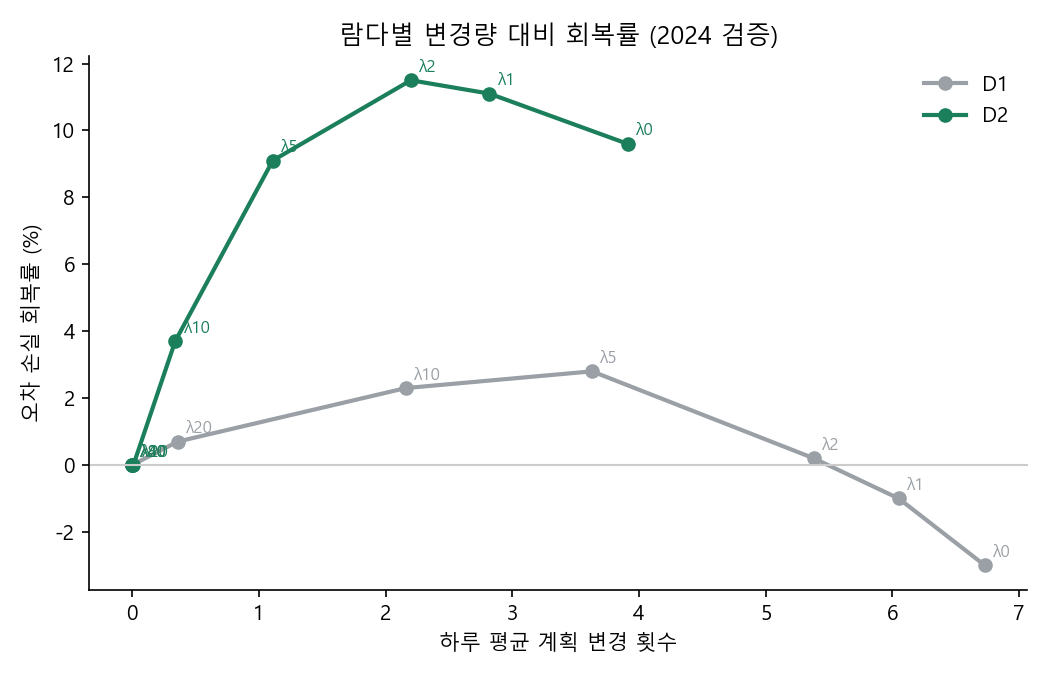 람다별 변경량 대비 회복률 (2024 검증)
D1
D2
오차 손실 회복률 (%)
12
10
8
6
4
2
0
-2
λ2
λ1
λ0
λ5
λ10
λ5
λ10
λ20
λ2
λ1
λ0
0
1
2
3
4
5
6
7
하루 평균 계획 변경 횟수